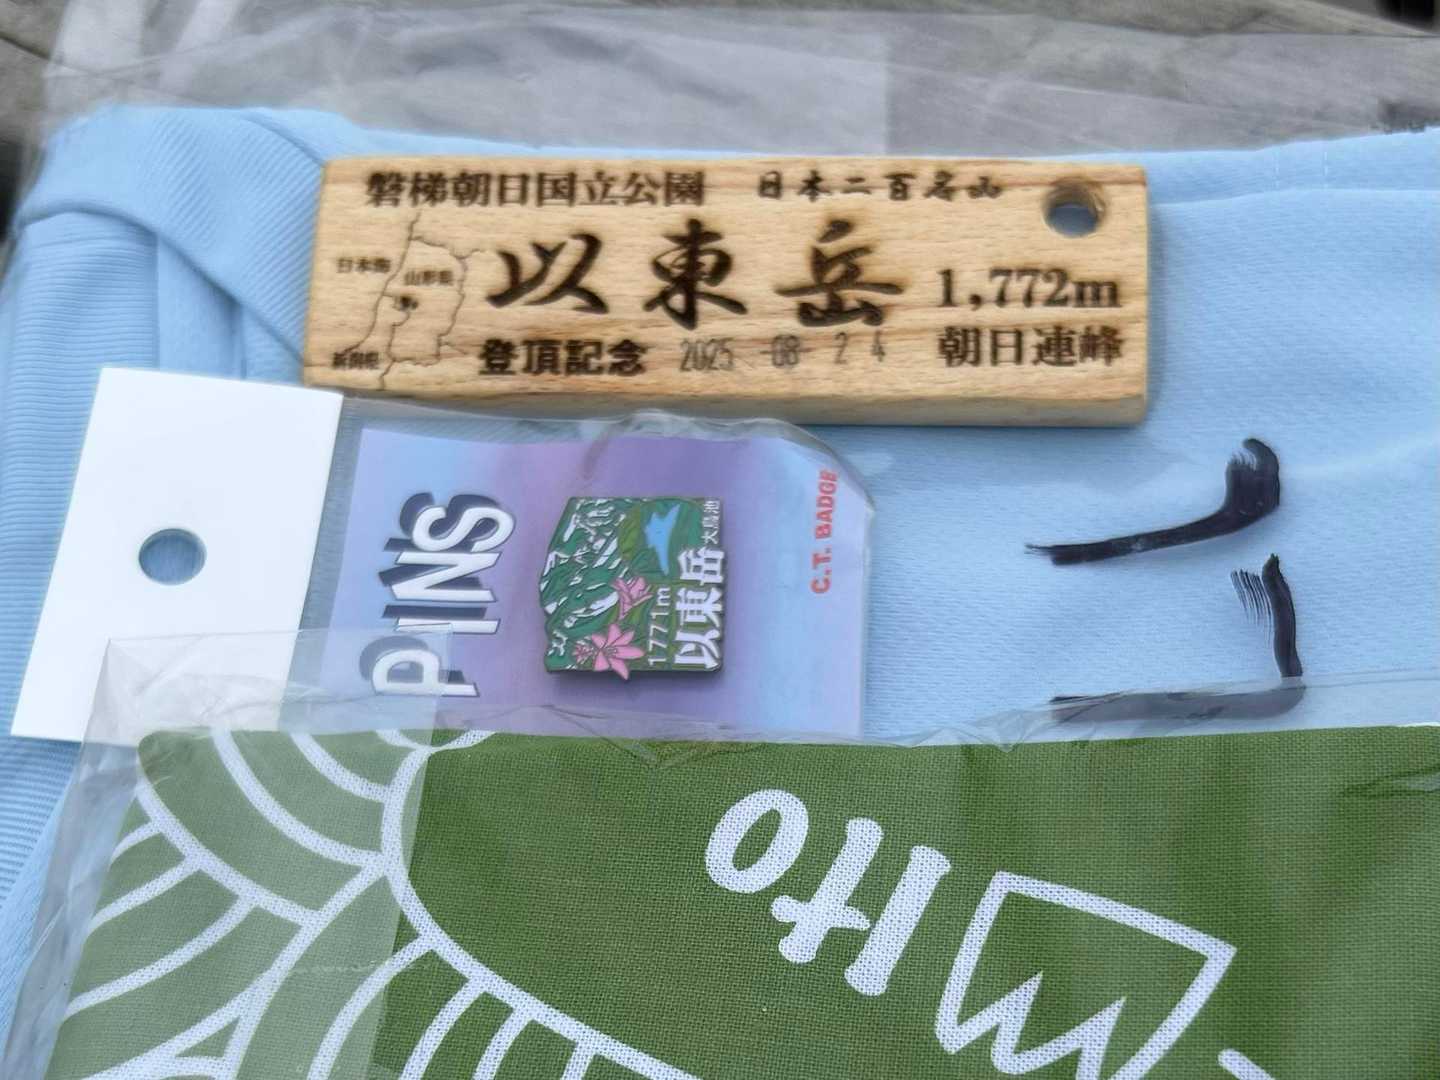 磐梯朝日国立公園 日本二百名山
日本海
山形県
新潟県
以東岳 1,772m
登頂記念 2025 -08- 24 朝日連峰
PINS
大鳥池
以東岳
1771m
C.T. BADGE
Ito